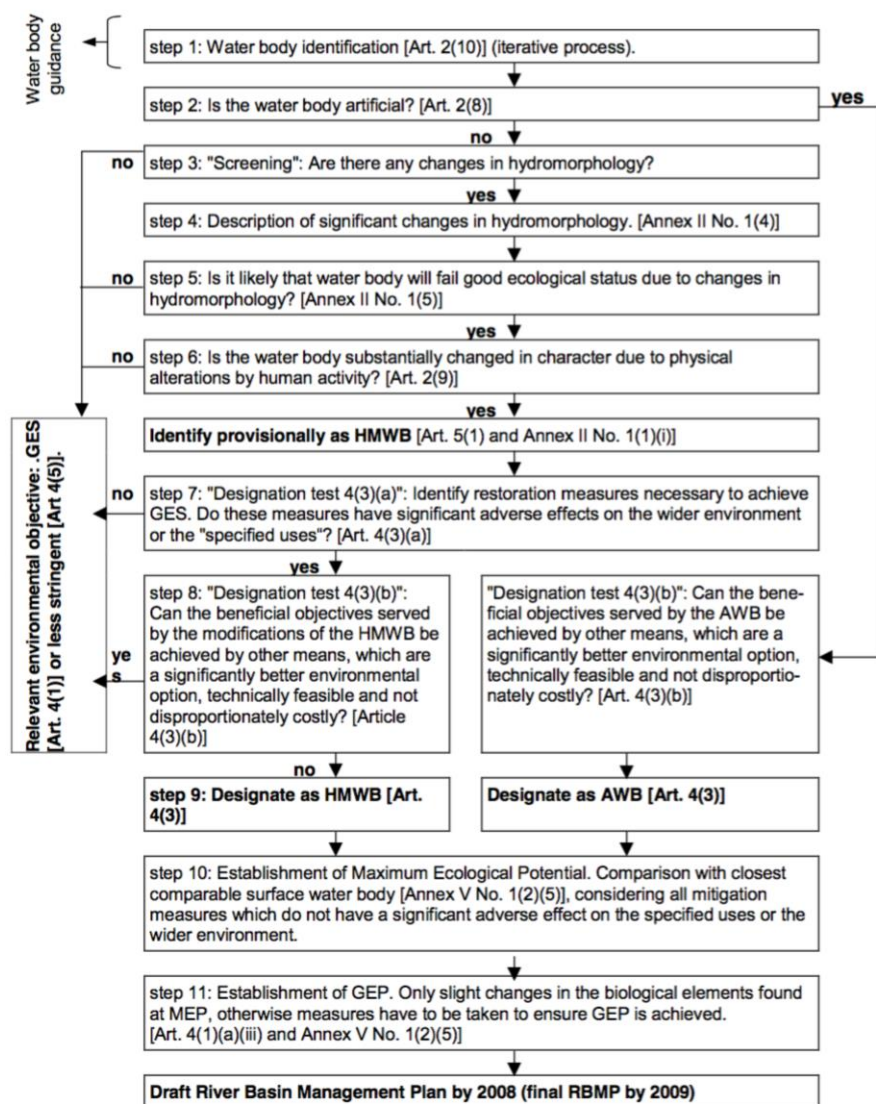 Water body
guidance
step 1: Water body identification [Art. 2(10)] (iterative process).
step 2: Is the water body artificial? [Art. 2(8)]
yes
no
no
step 3: "Screening": Are there any changes in hydromorphology?
yes
step 4: Description of significant changes in hydromorphology. [Annex II No. 1(4)]
no
step 5: Is it likely that water body will fail good ecological status due to changes in
hydromorphology? [Annex II No. 1(5)]
yes
no
step 6: Is the water body substantially changed in character due to physical
alterations by human activity? [Art. 2(9)]
yes
Identify provisionally as HMWB [Art. 5(1) and Annex II No. 1(1)(i)]
Relevant environmental objective: .GES
[Art. 4(1)] or less stringent [Art 4(5)].
no
step 7: "Designation test 4(3)(a)": Identify restoration measures necessary to achieve
GES. Do these measures have significant adverse effects on the wider environment
or the "specified uses"? [Art. 4(3)(a)]
yes
step 8: "Designation test 4(3)(b)":
Can the beneficial objectives served
by the modifications of the HMWB be
achieved by other means, which are
a significantly better environmental
option, technically feasible and not
disproportionately costly? [Article
4(3)(b)]
ye
s
"Designation test 4(3)(b)": Can the bene-
ficial objectives served by the AWB be
achieved by other means, which are a
significantly better environmental option,
technically feasible and not disproportio-
nately costly? [Art. 4(3)(b)]
no
step 9: Designate as HMWB [Art.
4(3)]
Designate as AWB [Art. 4(3)]
step 10: Establishment of Maximum Ecological Potential. Comparison with closest
comparable surface water body [Annex V No. 1(2)(5)], considering all mitigation
measures which do not have a significant adverse effect on the specified uses or the
wider environment.
step 11: Establishment of GEP. Only slight changes in the biological elements found
at MEP, otherwise measures have to be taken to ensure GEP is achieved.
[Art. 4(1)(a)(iii) and Annex V No. 1(2)(5)]
Draft River Basin Management Plan by 2008 (final RBMP by 2009)